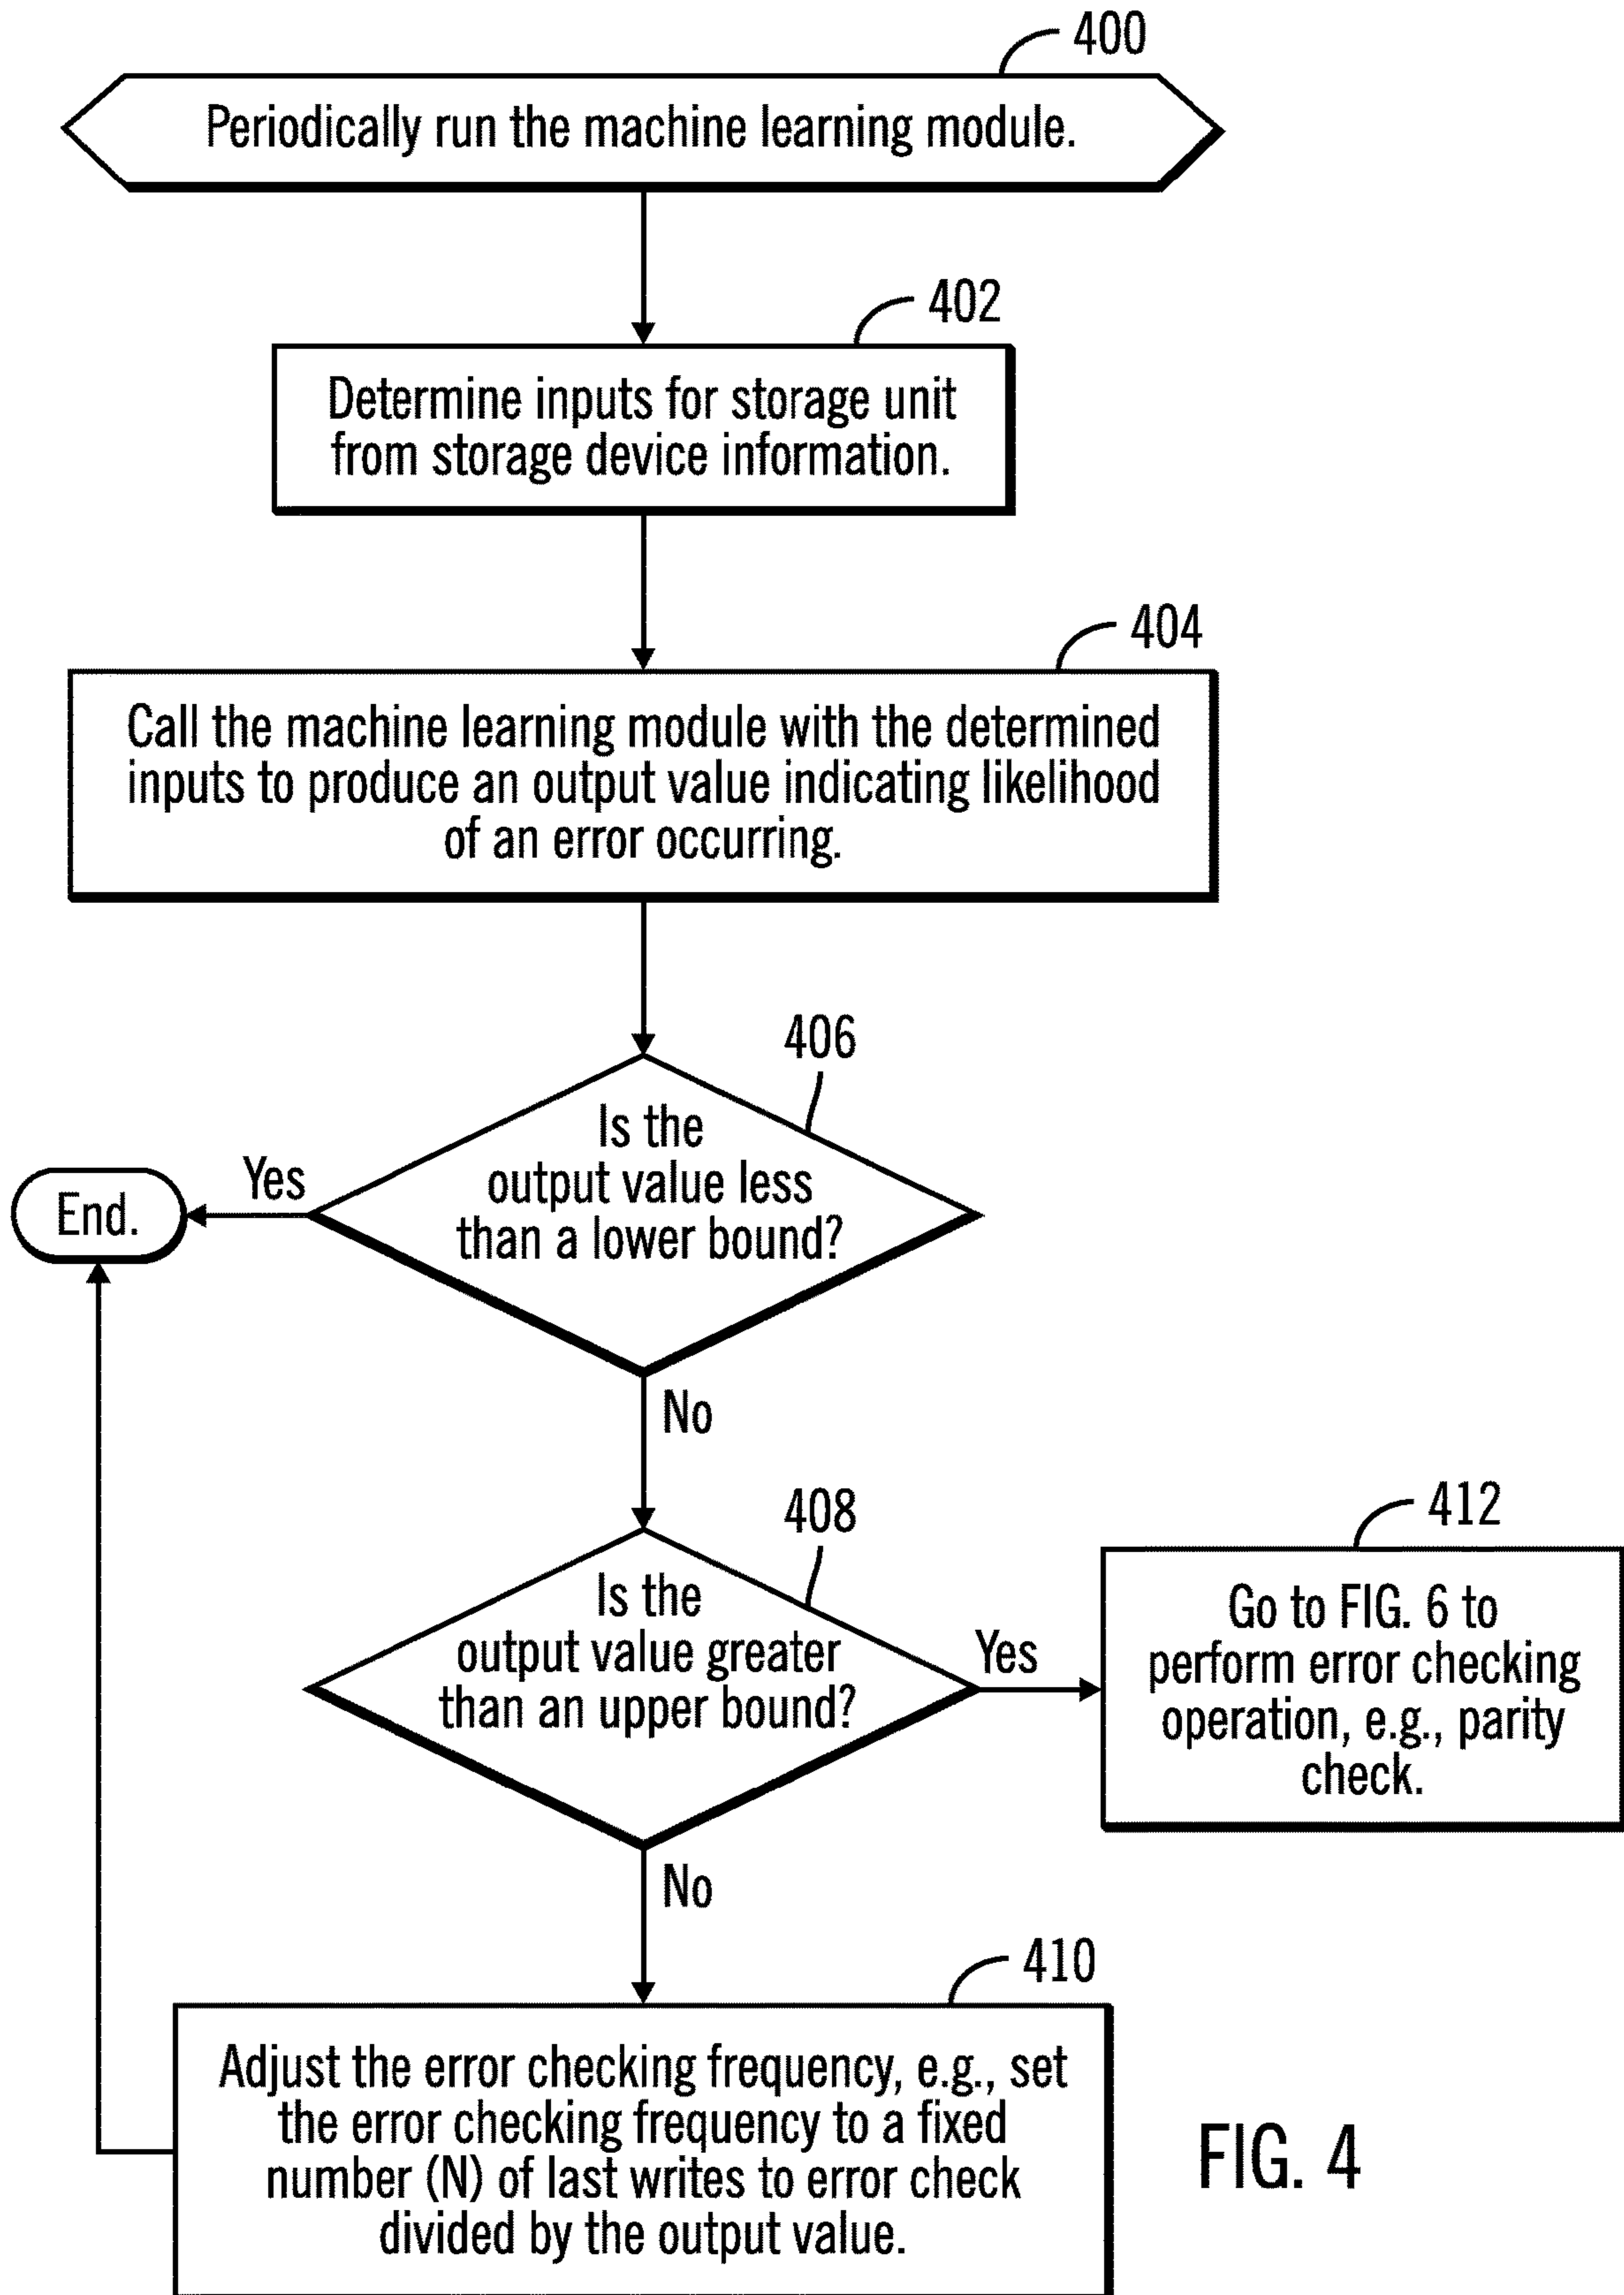 400
Periodically run the machine learning module.
402
Determine inputs for storage unit
from storage device information.
404
Call the machine learning module with the determined
inputs to produce an output value indicating likelihood
of an error occurring.
406
Is the
output value less
than a lower bound?
Yes
End.
No
408
Is the
output value greater
than an upper bound?
Yes
412
Go to FIG. 6 to
perform error checking
operation, e.g., parity
check.
No
410
Adjust the error checking frequency, e.g., set
the error checking frequency to a fixed
number (N) of last writes to error check
divided by the output value.
FIG. 4